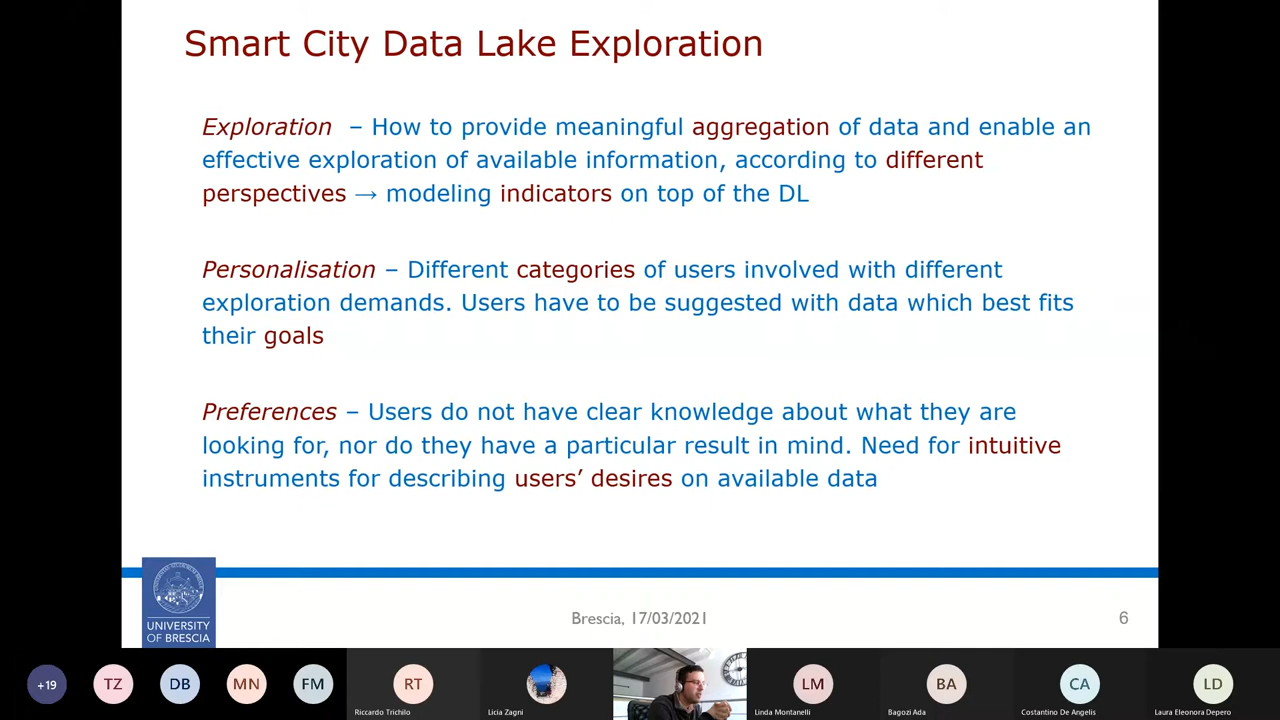 Smart City Data Lake Exploration
Exploration – How to provide meaningful aggregation of data and enable an
effective exploration of available information, according to different
perspectives → modeling indicators on top of the DL
Personalisation – Different categories of users involved with different
exploration demands. Users have to be suggested with data which best fits
their goals
Preferences – Users do not have clear knowledge about what they are
looking for, nor do they have a particular result in mind. Need for intuitive
instruments for describing users’ desires on available data
UNIVERSITY
OF BRESCIA
Brescia, 17/03/2021
6
+19
TZ
DB
MN
FM
RT
LM
BA
CA
LD
Riccardo Trichilo
Licia Zagni
Linda Montanelli
Bagozi Ada
Costantino De Angelis
Laura Eleonora Depero